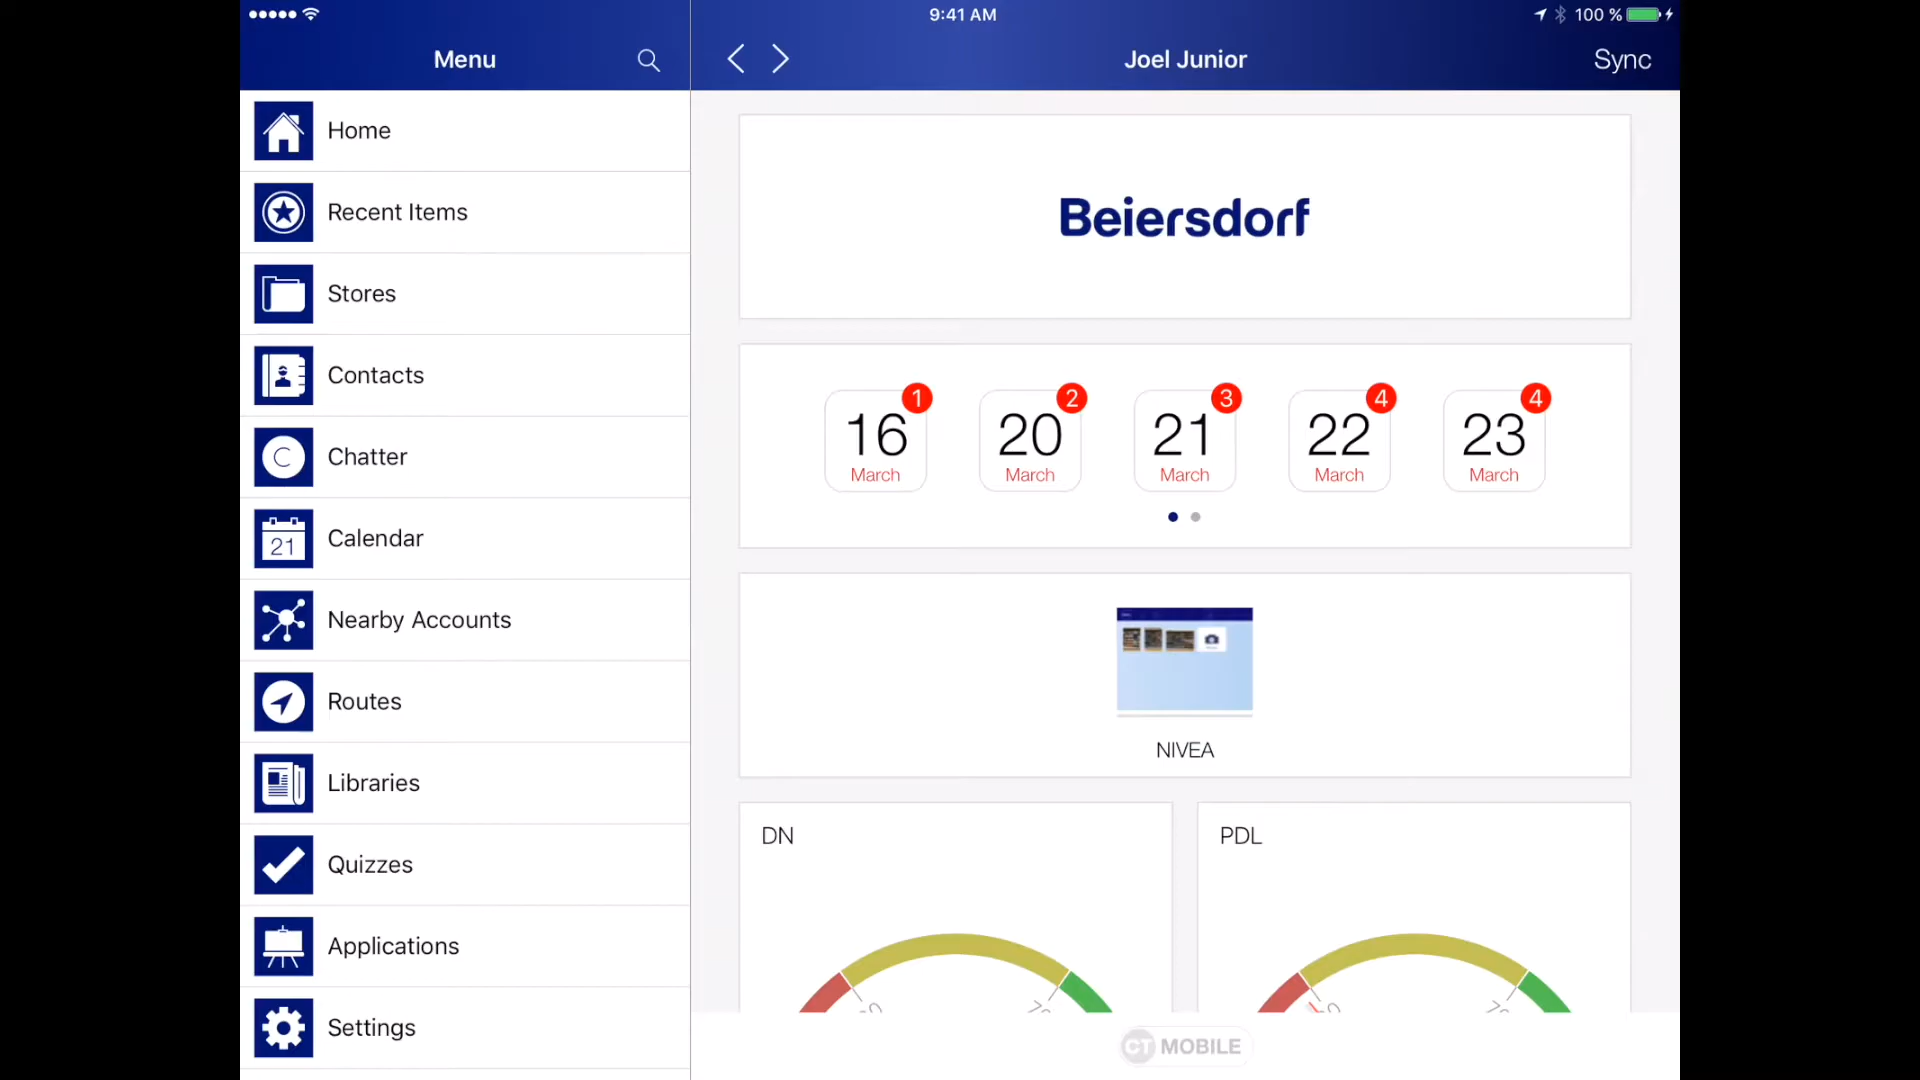 9:41 AM
100 %
Menu
Joel Junior
Sync
Home
Recent Items
Stores
Contacts
C
Chatter
21
Calendar
Nearby Accounts
Routes
Libraries
Quizzes
Applications
Settings
Beiersdorf
1
2
3
4
4
16
20
21
22
23
March
March
March
March
March
NIVEA
DN
PDL
CT MOBILE